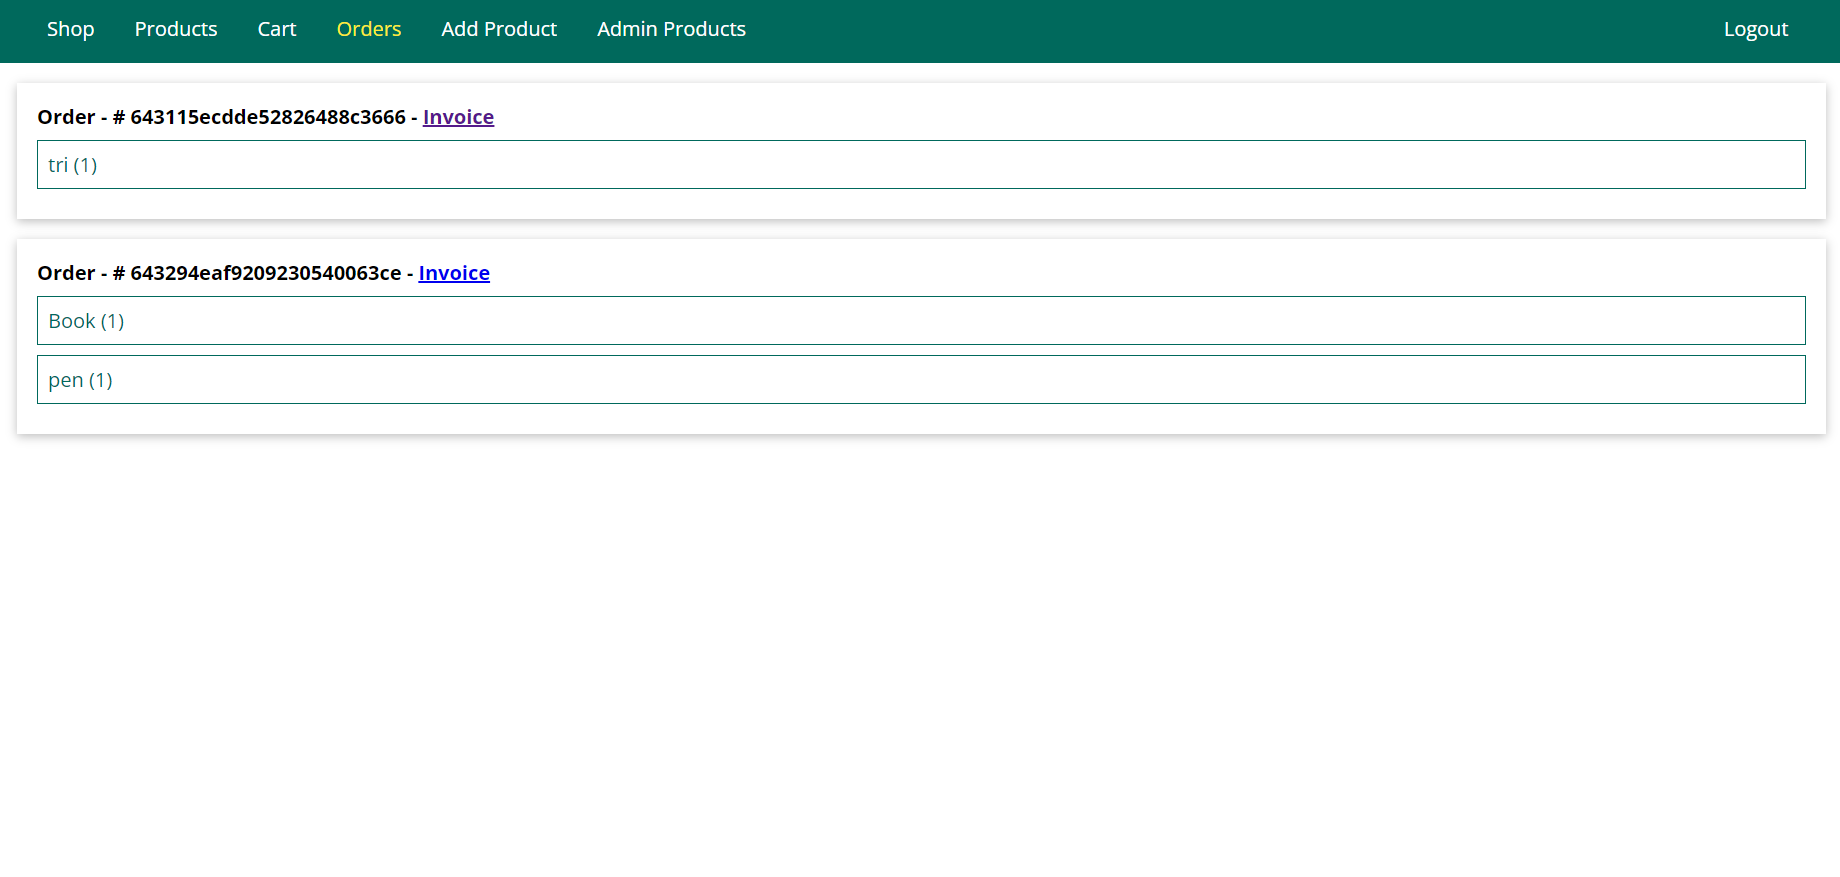 Shop Products Cart Orders Add Product Admin Products Logout
Order - # 643115ecdde52826488c3666 - Invoice
tri (1)
Order - # 643294eaf9209230540063ce - Invoice
Book (1)
pen (1)